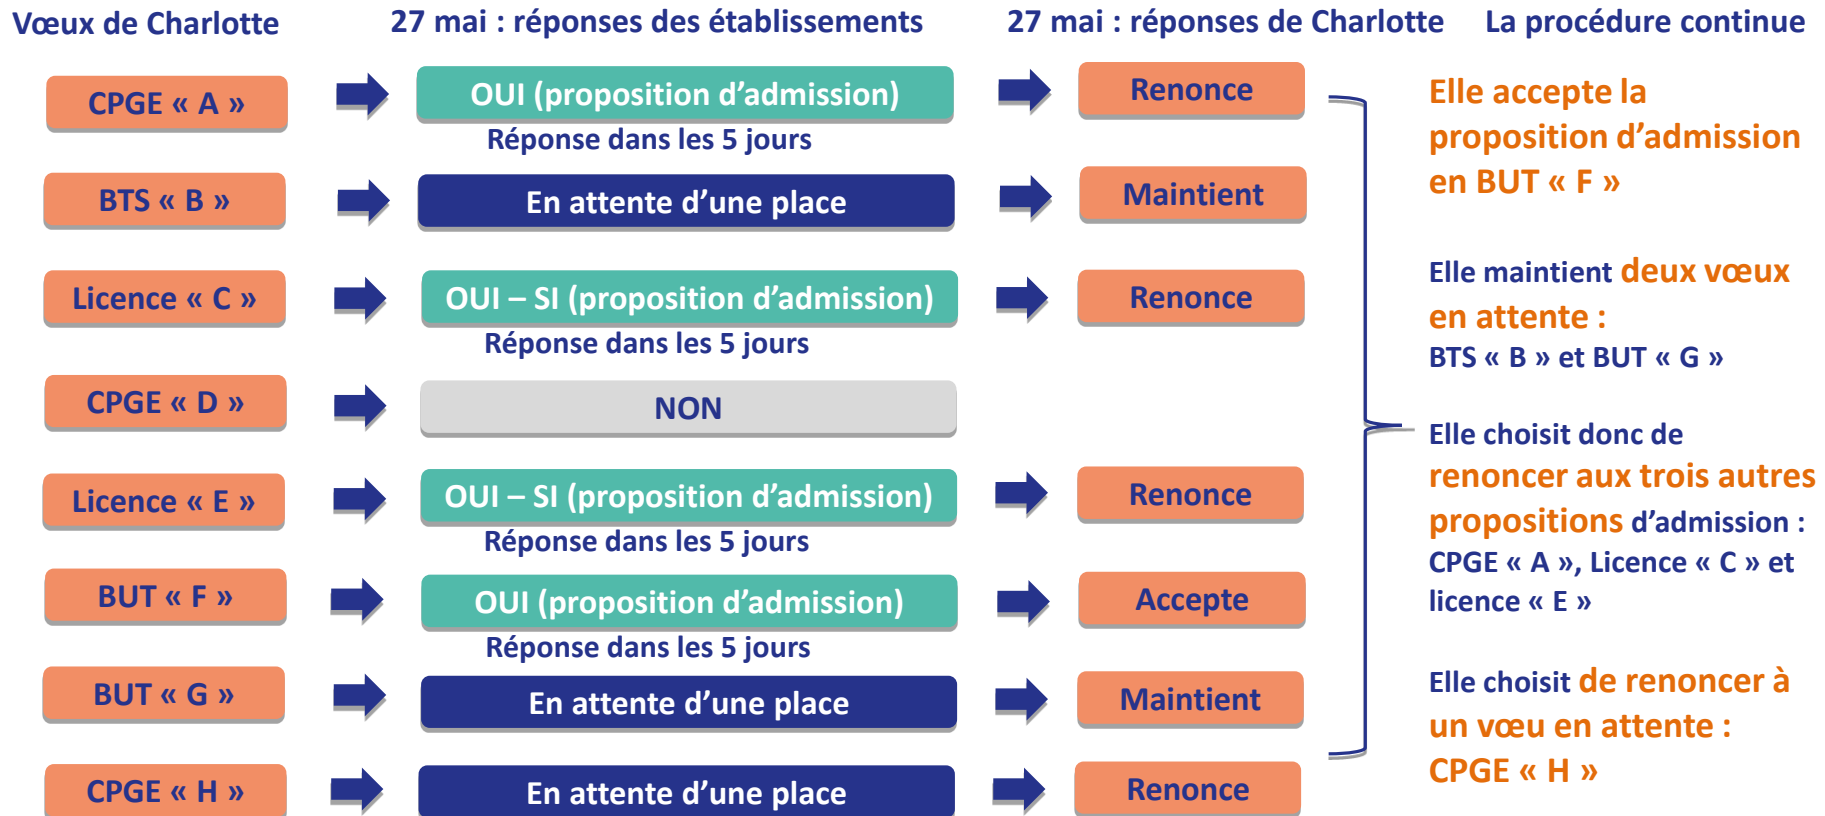 Vœux de Charlotte
27 mai : réponses des établissements
27 mai : réponses de Charlotte
La procédure continue
CPGE « A »
OUI (proposition d’admission)
Réponse dans les 5 jours
Renonce
BTS « B »
En attente d’une place
Maintient
Licence « C »
OUI – SI (proposition d’admission)
Réponse dans les 5 jours
Renonce
CPGE « D »
NON
Licence « E »
OUI – SI (proposition d’admission)
Réponse dans les 5 jours
Renonce
BUT « F »
OUI (proposition d’admission)
Réponse dans les 5 jours
Accepte
BUT « G »
En attente d’une place
Maintient
CPGE « H »
En attente d’une place
Renonce
Elle accepte la
proposition d’admission
en BUT « F »
Elle maintient deux vœux
en attente :
BTS « B » et BUT « G »
Elle choisit donc de
renoncer aux trois autres
propositions d’admission :
CPGE « A », Licence « C » et
licence « E »
Elle choisit de renoncer à
un vœu en attente :
CPGE « H »